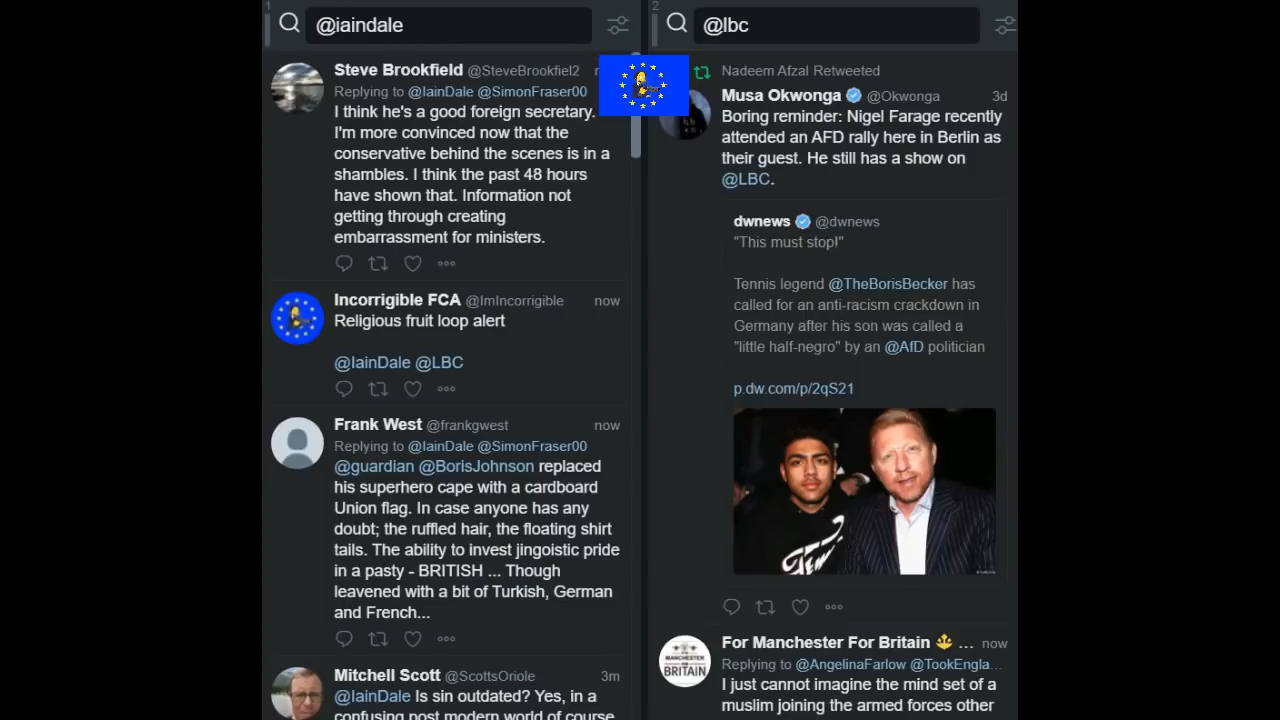 1
@iaindale
Steve Brookfield @SteveBrookfiel2
Replying to @IainDale @SimonFraser00
I think he's a good foreign secretary.
I'm more convinced now that the
conservative behind the scenes is in a
shambles. I think the past 48 hours
have shown that. Information not
getting through creating
embarrassment for ministers.
Incorrigible FCA @ImIncorrigible now
Religious fruit loop alert
@IainDale @LBC
Frank West @frankgwest now
Replying to @IainDale @SimonFraser00
@guardian @BorisJohnson replaced
his superhero cape with a cardboard
Union flag. In case anyone has any
doubt; the ruffled hair, the floating shirt
tails. The ability to invest jingoistic pride
in a pasty - BRITISH ... Though
leavened with a bit of Turkish, German
and French...
Mitchell Scott @ScottsOriole 3m
@IainDale Is sin outdated? Yes, in a
confusing post modern world of course
2
@lbc
Nadeem Afzal Retweeted
Musa Okwonga @Okwonga 3d
Boring reminder: Nigel Farage recently
attended an AFD rally here in Berlin as
their guest. He still has a show on
@LBC.
dwnews @dwnews
"This must stop!"
Tennis legend @TheBorisBecker has
called for an anti-racism crackdown in
Germany after his son was called a
"little half-negro" by an @AfD politician
p.dw.com/p/2qS21
For Manchester For Britain ... now
Replying to @AngelinaFarlow @TookEngla...
MANCHESTER
BRITAIN
I just cannot imagine the mind set of a
muslim joining the armed forces other